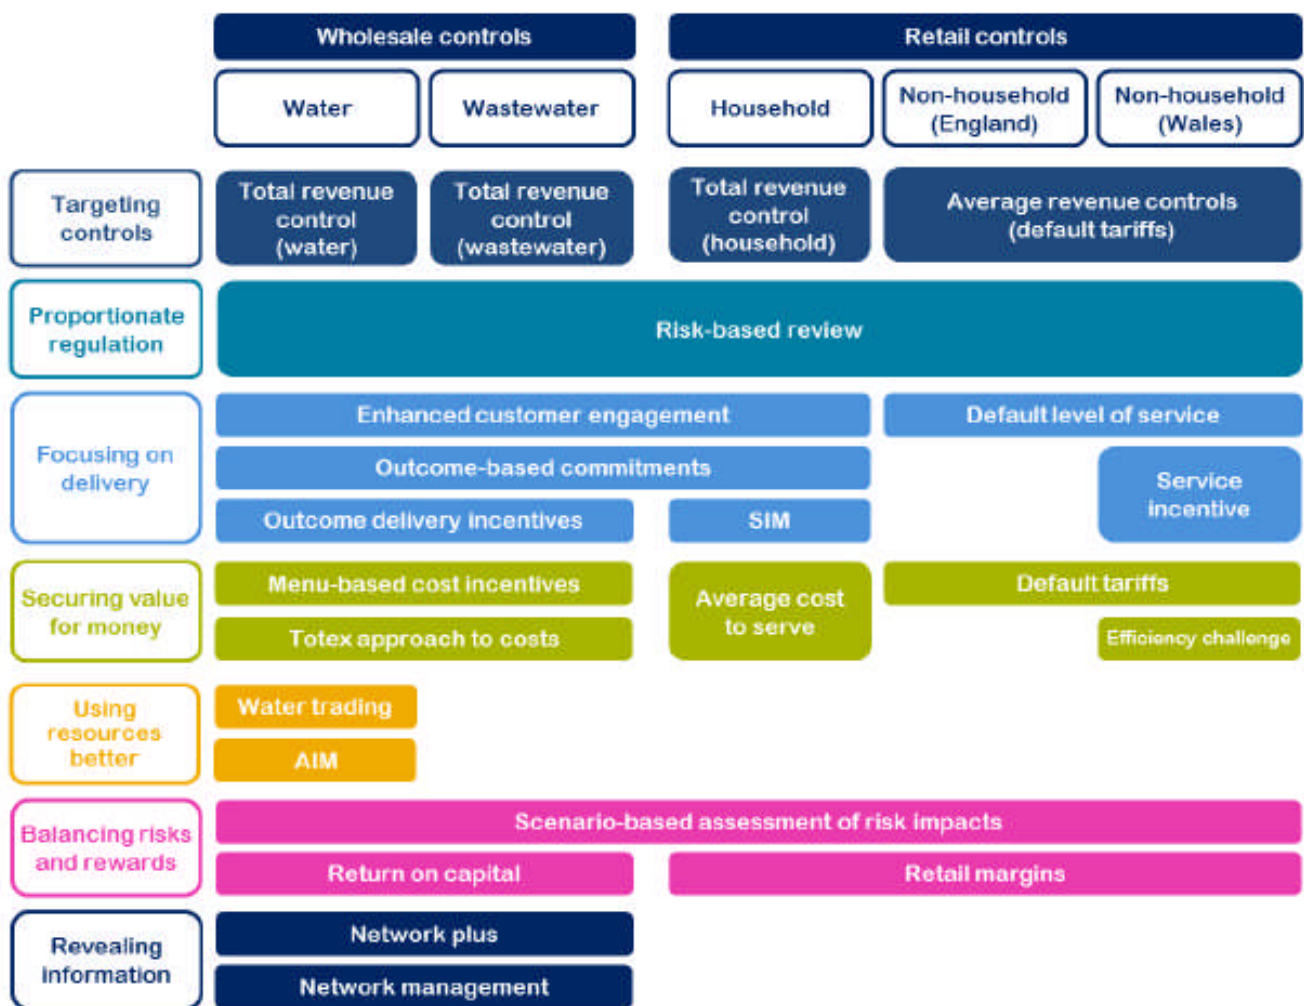 Wholesale controls
Retail controls
Water
Wastewater
Household
Non-household
(England)
Non-household
(Wales)
Targeting
controls
Total revenue
control
(water)
Total revenue
control
(wastewater)
Total revenue
control
(household)
Average revenue controls
(default tariffs)
Proportionate
regulation
Risk-based review
Focusing on
delivery
Enhanced customer engagement
Default level of service
Outcome-based commitments
Service
incentive
Outcome delivery incentives
SIM
Securing value
for money
Menu-based cost incentives
Average cost
to serve
Default tariffs
Totex approach to costs
Efficiency challenge
Using
resources
better
Water trading
AIM
Balancing risks
and rewards
Scenario-based assessment of risk impacts
Return on capital
Retail margins
Revealing
information
Network plus
Network management